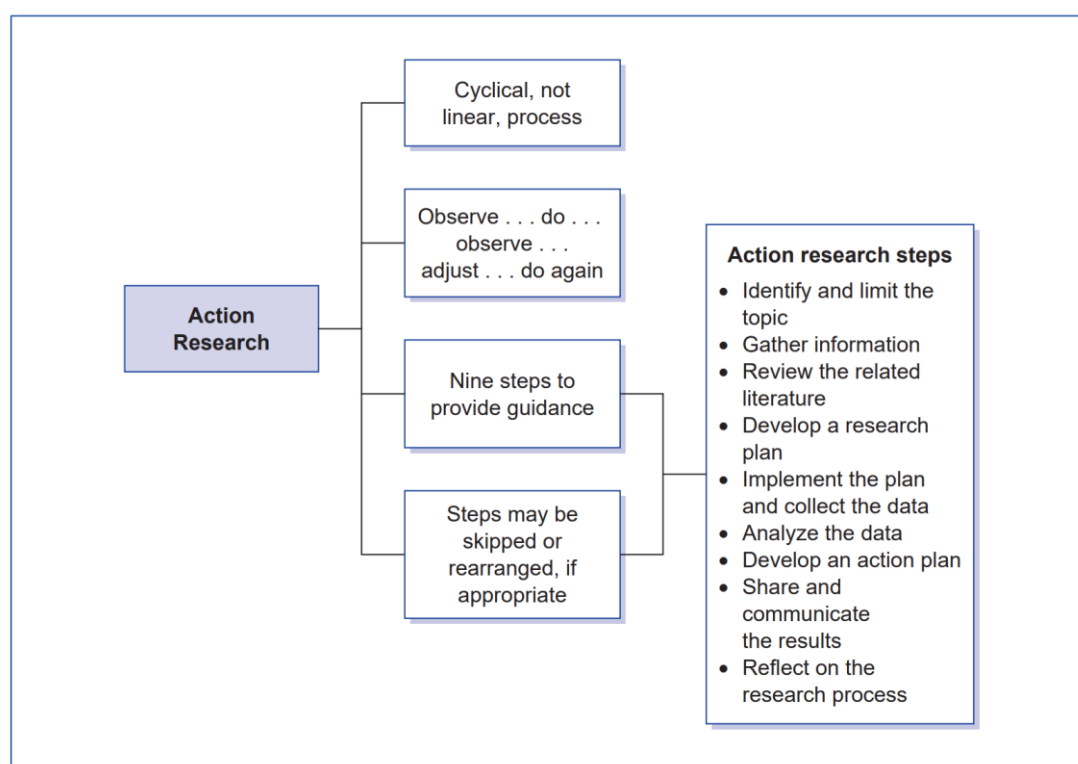 Cyclical, not
linear, process
Observe . . . do . . .
observe . . .
adjust . . . do again
Action
Research
Nine steps to
provide guidance
Steps may be
skipped or
rearranged, if
appropriate
Action research steps
• Identify and limit the
topic
• Gather information
• Review the related
literature
• Develop a research
plan
• Implement the plan
and collect the data
• Analyze the data
• Develop an action plan
• Share and
communicate
the results
• Reflect on the
research process